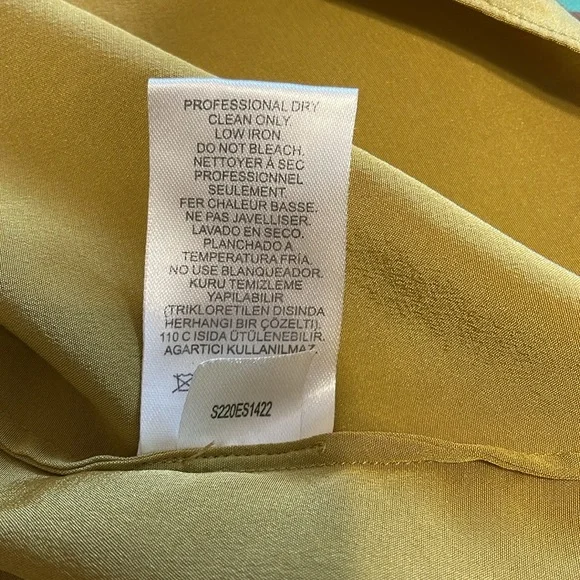 PROFESSIONAL DRY
CLEAN ONLY.
LOW IRON.
DO NOT BLEACH.
NETTOYER À SEC
PROFESSIONNEL
SEULEMENT.
FER CHALEUR BASSE.
NE PAS JAVELLISER.
LAVADO EN SECO.
PLANCHADO A
TEMPERATURA FRÍA.
NO USE BLANQUEADOR.
KURU TEMIZLEME
YAPILABILIR
(TRIKLORETILEN DISINDA
HERHANGI BIR ÇÖZELTI).
110 C ISIDA ÜTÜLENEBILIR.
AGARTICI KULLANILMAZ.
S220ES1422